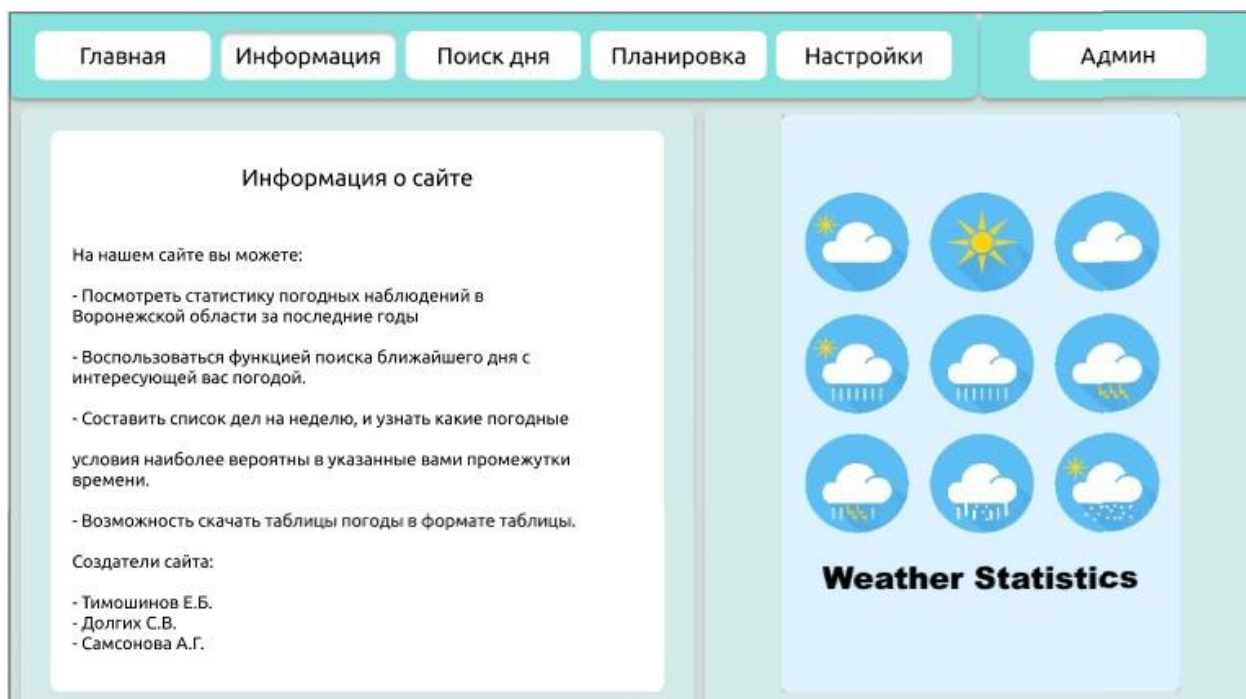 Главная
Информация
Поиск дня
Планировка
Настройки
Админ
Информация о сайте
На нашем сайте вы можете:
- Посмотреть статистику погодных наблюдений в
Воронежской области за последние годы
- Воспользоваться функцией поиска ближайшего дня с
интересующей вас погодой.
- Составить список дел на неделю, и узнать какие погодные
условия наиболее вероятны в указанные вами промежутки
времени.
- Возможность скачать таблицы погоды в формате таблицы.
Создатели сайта:
- Тимошинов Е.Б.
- Долгих С.В.
- Самсонова А.Г.
Weather Statistics